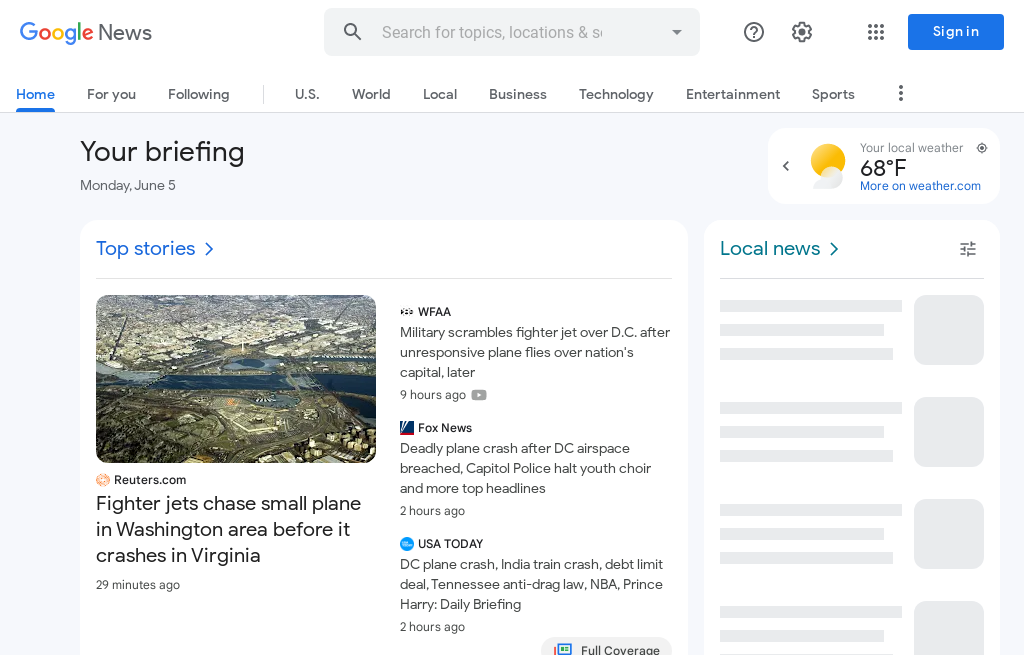 Google News
Search for topics, locations & s
Sign in
Home
For you
Following
U.S.
World
Local
Business
Technology
Entertainment
Sports
Your briefing
Monday, June 5
Your local weather
68°F
More on weather.com
Top stories
Local news
Reuters.com
Fighter jets chase small plane
in Washington area before it
crashes in Virginia
29 minutes ago
WFAA
Military scrambles fighter jet over D.C. after
unresponsive plane flies over nation's
capital, later
9 hours ago
Fox News
Deadly plane crash after DC airspace
breached, Capitol Police halt youth choir
and more top headlines
2 hours ago
USA TODAY
DC plane crash, India train crash, debt limit
deal, Tennessee anti-drag law, NBA, Prince
Harry: Daily Briefing
2 hours ago
Full Coverage